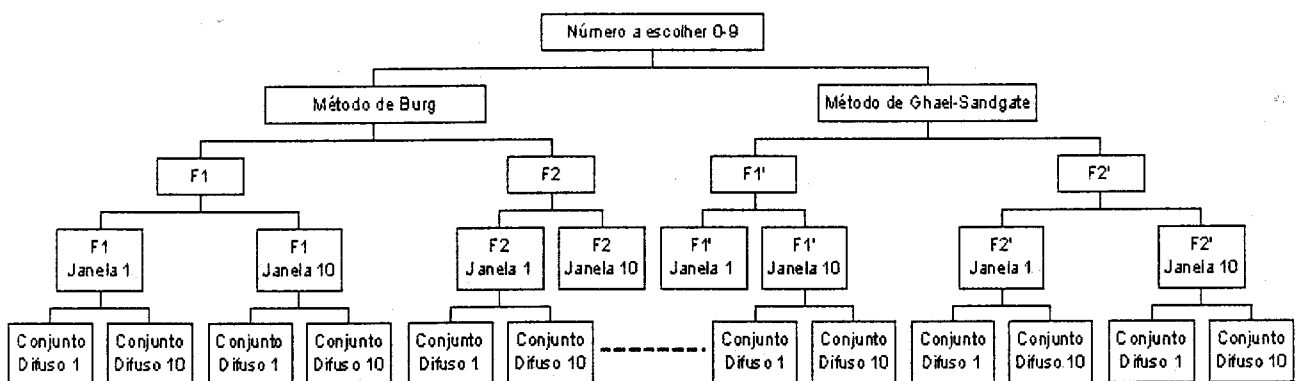 Número a escolher 0-9
Método de Burg
Método de Ghael-Sandgate
F1
F2
F1'
F2'
F1
Janela 1
F1
Janela 10
F2
Janela 1
F2
Janela 10
F1'
Janela 1
F1'
Janela 10
F2'
Janela 1
F2'
Janela 10
Conjunto
Difuso 1
Conjunto
Difuso 10
Conjunto
Difuso 1
Conjunto
Difuso 10
Conjunto
Difuso 1
Conjunto
Difuso 10
Conjunto
Difuso 1
Conjunto
Difuso 10
Conjunto
Difuso 1
Conjunto
Difuso 10
Conjunto
Difuso 1
Conjunto
Difuso 10